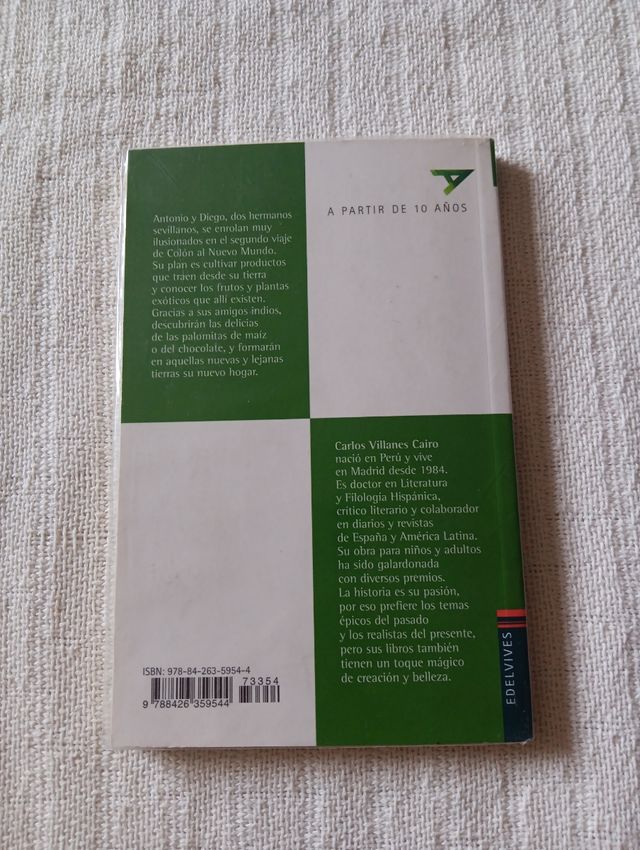 A PARTIR DE 10 AÑOS
Antonio y Diego, dos hermanos
sevillanos, se enrolan muy
ilusionados en el segundo viaje
de Colón al Nuevo Mundo.
Su plan es cultivar productos
que traen desde su tierra
y conocer los frutos y plantas
exóticos que allí existen.
Gracias a sus amigos indios,
descubrirán las delicias
de las palomitas de maíz
o del chocolate, y formarán
en aquellas nuevas y lejanas
tierras su nuevo hogar.
Carlos Villanes Cairo
nació en Perú y vive
en Madrid desde 1984.
Es doctor en Literatura
y Filología Hispánica,
crítico literario y colaborador
en diarios y revistas
de España y América Latina.
Su obra para niños y adultos
ha sido galardonada
con diversos premios.
La historia es su pasión,
por eso prefiere los temas
épicos del pasado
y los realistas del presente,
pero sus libros también
tienen un toque mágico
de creación y belleza.
ISBN: 978-84-263-5954-4
73354
9 788426 359544
EDELVIVES